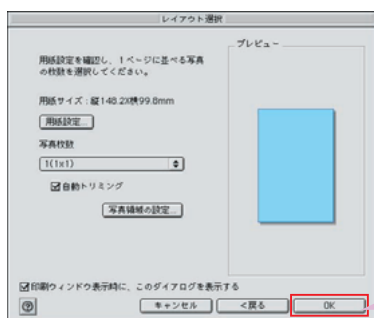 レイアウト選択
用紙設定を確認し、1ページに並べる写真
の枚数を選択してください。
プレビュー
用紙サイズ：縦148.2X横99.8mm
用紙設定...
写真枚数
1(1x1)
自動トリミング
写真領域の設定...
印刷ウィンドウ表示時に、このダイアログを表示する
?
キャンセル
<戻る
OK